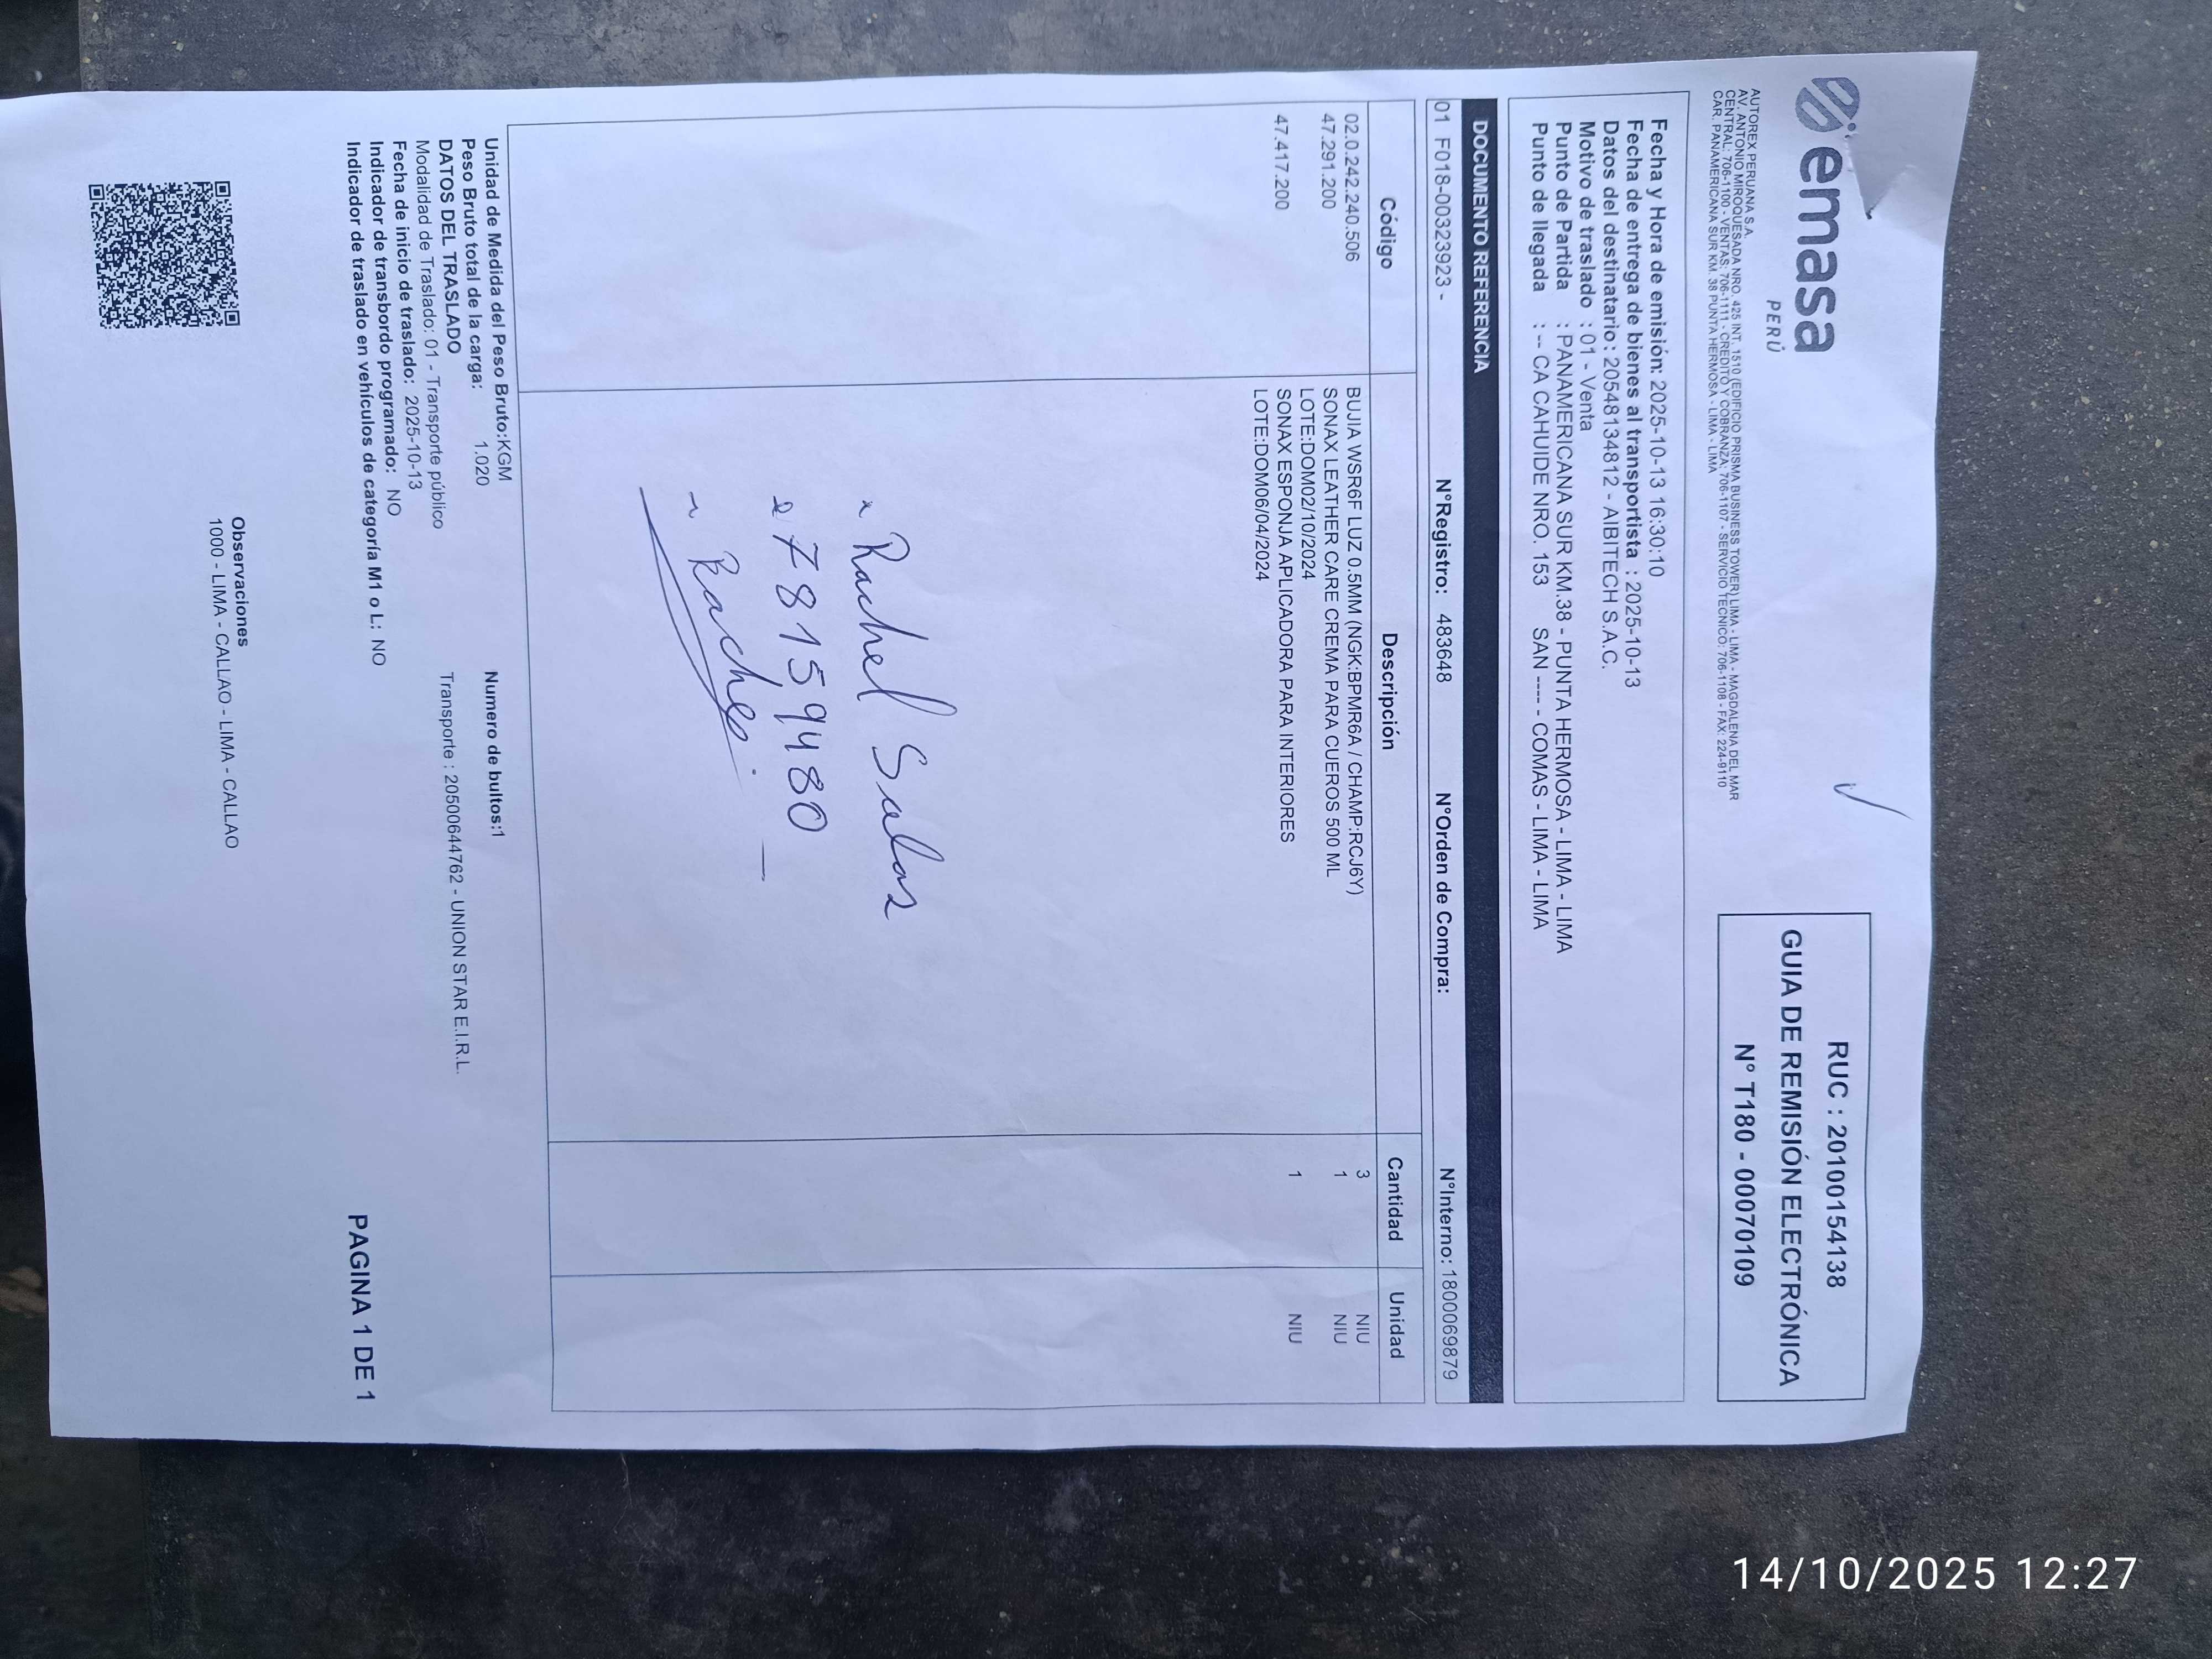 emasa
PERÚ
AUTOREX PERUANA S.A.
AV. ANTONIO MIROQUESADA NRO. 425 INT. 1510 (EDIFICIO PRISMA BUSINESS TOWER) LIMA - LIMA - MAGDALENA DEL MAR
CENTRAL: 706-1100 - VENTAS: 706-1111 - CREDITO Y COBRANZA: 706-1107 - SERVICIO TECNICO: 706-1108 - FAX: 224-9110
CAR. PANAMERICANA SUR KM. 38 PUNTA HERMOSA - LIMA - LIMA
RUC : 20100154138
GUIA DE REMISIÓN ELECTRÓNICA
N° T180 - 00070109
Fecha y Hora de emisión: 2025-10-13 16:30:10
Fecha de entrega de bienes al transportista : 2025-10-13
Datos del destinatario: 20548134812 - AIBITECH S.A.C.
Motivo de traslado : 01 - Venta
Punto de Partida : PANAMERICANA SUR KM.38 - PUNTA HERMOSA - LIMA - LIMA
Punto de llegada : -- CA CAHUIDE NRO. 153 SAN ---- - COMAS - LIMA - LIMA
DOCUMENTO REFERENCIA
01 F018-00323923 - N°Registro: 483648 N°Orden de Compra: N°Interno: 1800069879
Código Descripción Cantidad Unidad
02.0.242.240.506 BUJIA WSR6F LUZ 0.5MM (NGK:BPMR6A / CHAMP:RCJ6Y) 3 NIU
47.291.200 SONAX LEATHER CARE CREMA PARA CUEROS 500 ML 1 NIU
LOTE:DOM02/10/2024
47.417.200 SONAX ESPONJA APLICADORA PARA INTERIORES 1 NIU
LOTE:DOM06/04/2024
Rachel Salas
78159480
Rachel
Unidad de Medida del Peso Bruto:KGM Numero de bultos:1
Peso Bruto total de la carga: 1.020
DATOS DEL TRASLADO Transporte : 20500644762 - UNION STAR E.I.R.L.
Modalidad de Traslado: 01 - Transporte público
Fecha de inicio de traslado: 2025-10-13
Indicador de transbordo programado: NO
Indicador de traslado en vehículos de categoría M1 o L: NO
PAGINA 1 DE 1
Observaciones
1000 - LIMA - CALLAO - LIMA - CALLAO
14/10/2025 12:27